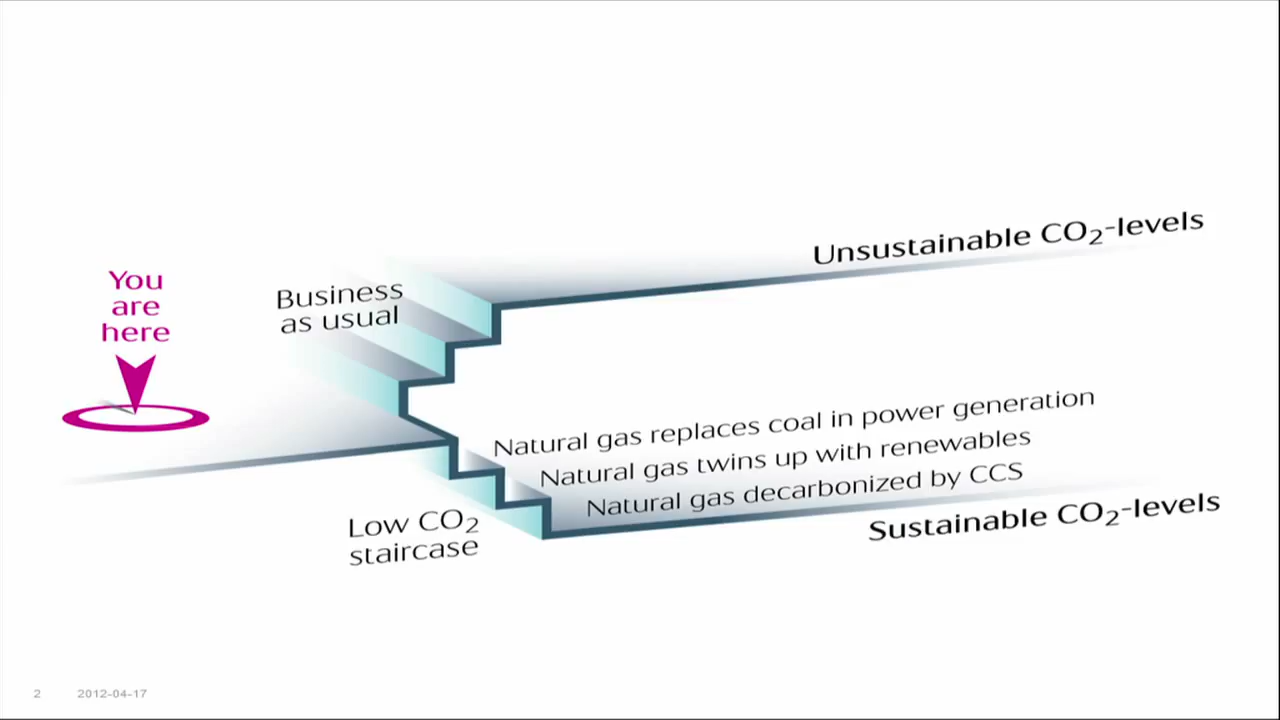 Unsustainable CO₂-levels
You
are
here
Business
as usual
Natural gas replaces coal in power generation
Natural gas twins up with renewables
Natural gas decarbonized by CCS
Sustainable CO₂-levels
Low CO₂
staircase
2 2012-04-17